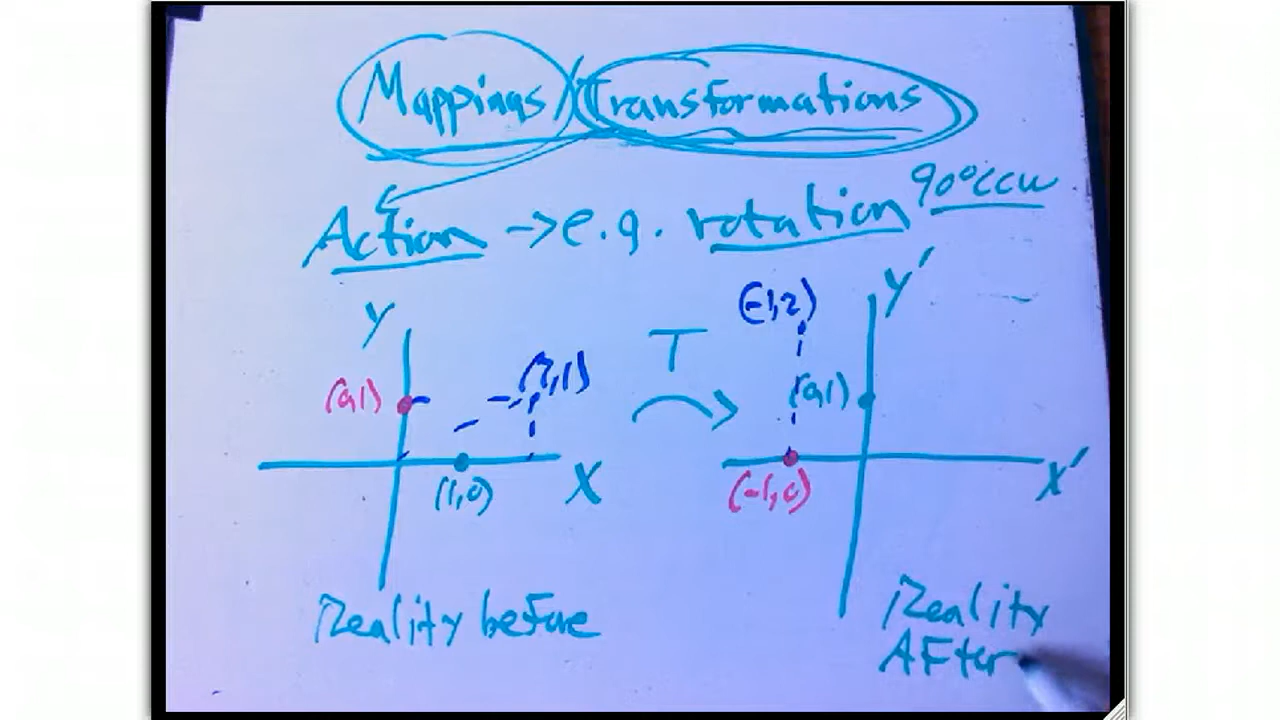 Mappings/Transformations
Action -> e.g. rotation 90°ccw
Y
(0,1)
(2,1)
(1,0)
X
T
Y'
(-1,2)
(0,1)
(-1,0)
X'
Reality before
Reality
After